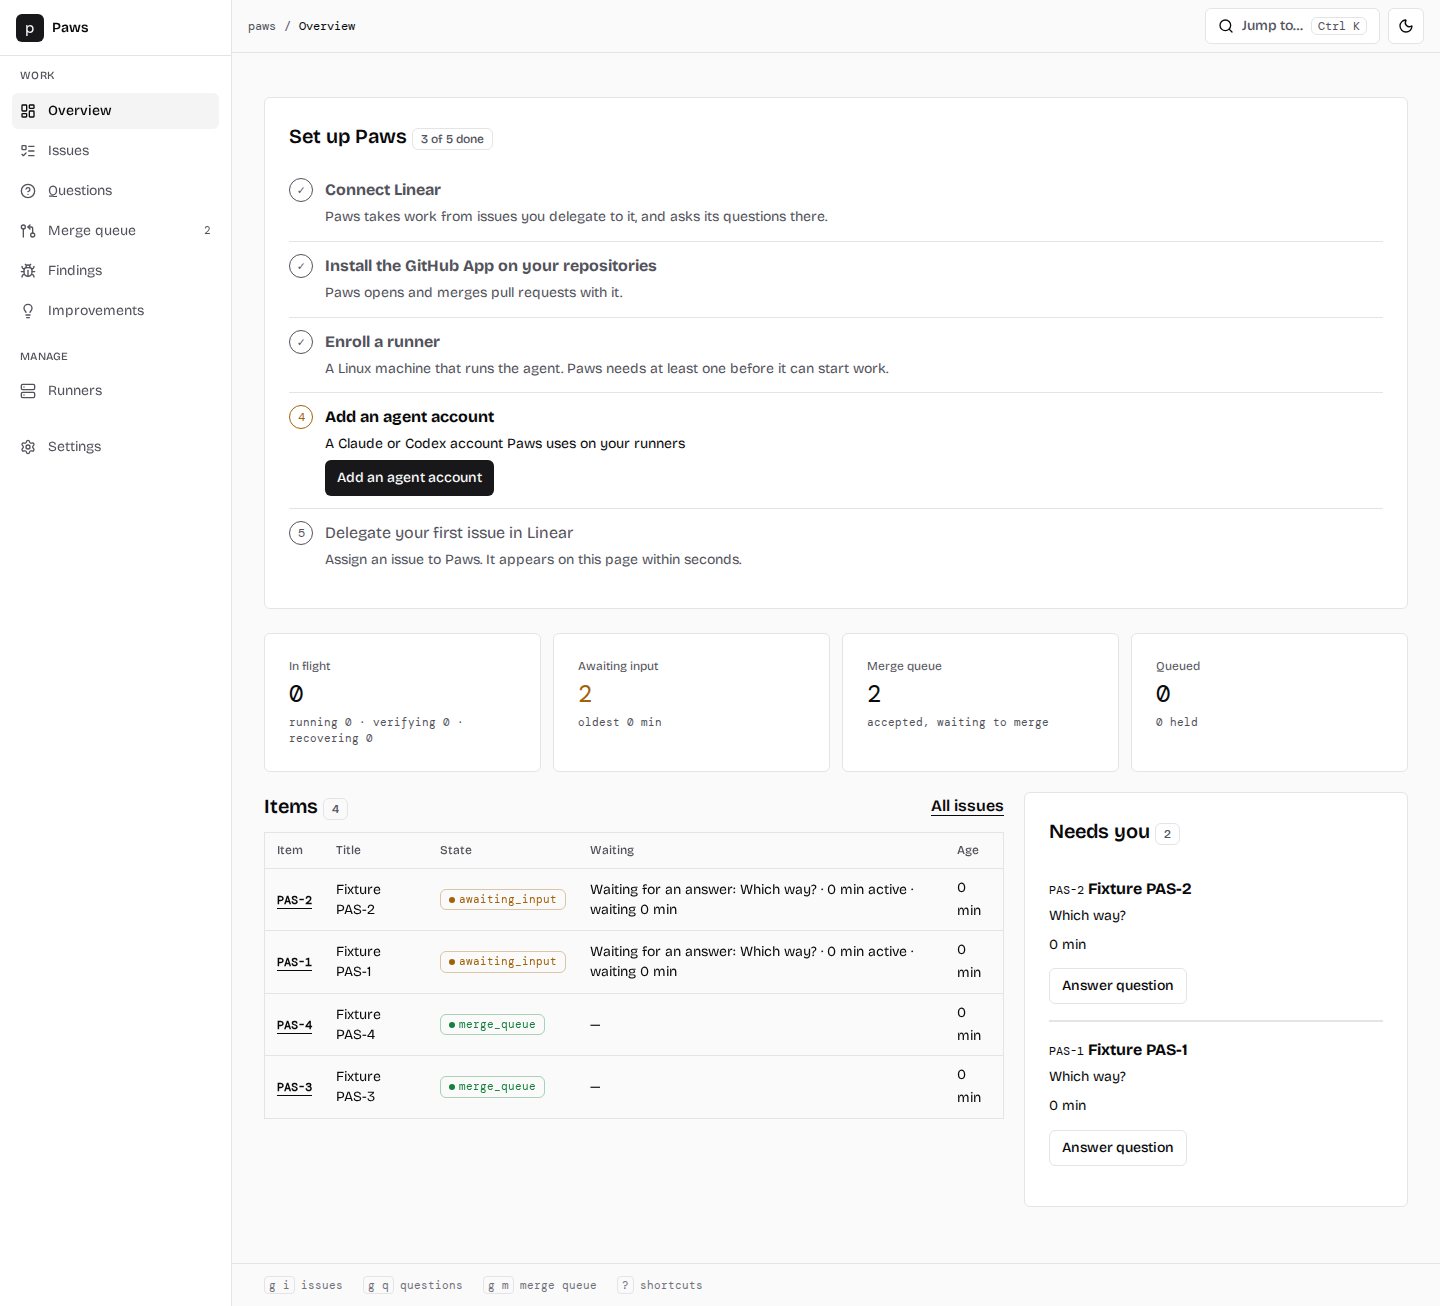 p Paws
paws / Overview
Jump to... Ctrl K
WORK
Overview
Issues
Questions
Merge queue 2
Findings
Improvements
MANAGE
Runners
Settings
Set up Paws 3 of 5 done
✓ Connect Linear
Paws takes work from issues you delegate to it, and asks its questions there.
✓ Install the GitHub App on your repositories
Paws opens and merges pull requests with it.
✓ Enroll a runner
A Linux machine that runs the agent. Paws needs at least one before it can start work.
4 Add an agent account
A Claude or Codex account Paws uses on your runners
Add an agent account
5 Delegate your first issue in Linear
Assign an issue to Paws. It appears on this page within seconds.
In flight
0
running 0 · verifying 0 ·
recovering 0
Awaiting input
2
oldest 0 min
Merge queue
2
accepted, waiting to merge
Queued
0
0 held
Items 4 All issues
Item Title State Waiting Age
PAS-2 Fixture PAS-2 awaiting_input Waiting for an answer: Which way? · 0 min active · waiting 0 min 0 min
PAS-1 Fixture PAS-1 awaiting_input Waiting for an answer: Which way? · 0 min active · waiting 0 min 0 min
PAS-4 Fixture PAS-4 merge_queue — 0 min
PAS-3 Fixture PAS-3 merge_queue — 0 min
Needs you 2
PAS-2 Fixture PAS-2
Which way?
0 min
Answer question
PAS-1 Fixture PAS-1
Which way?
0 min
Answer question
g i issues g q questions g m merge queue ? shortcuts